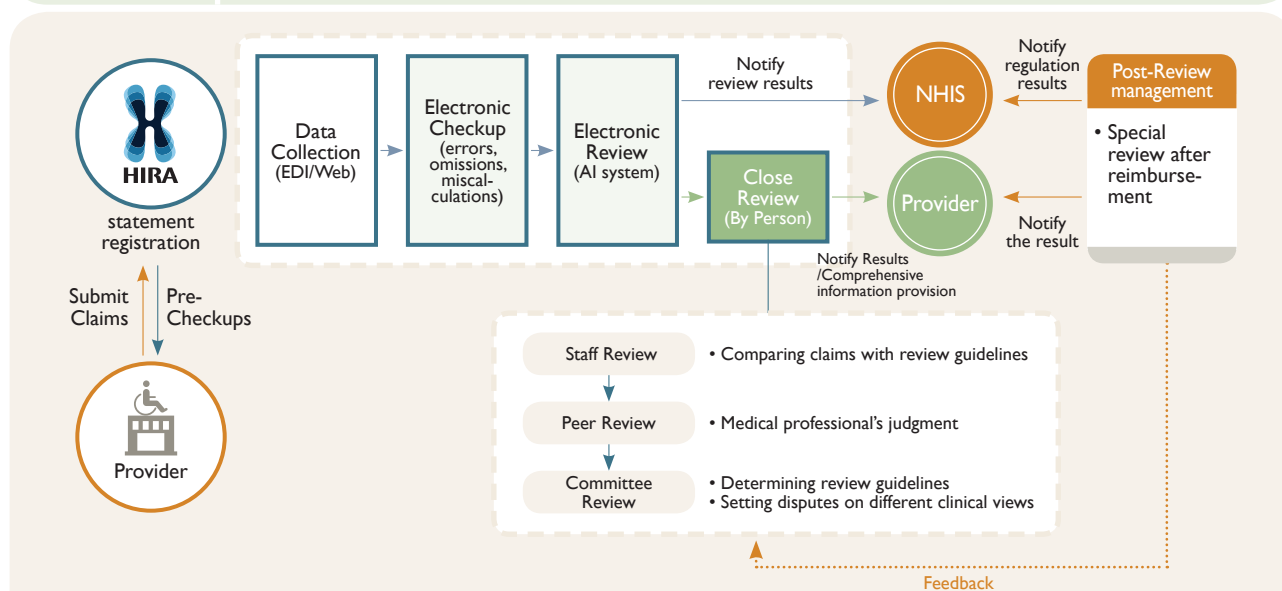 HIRA
statement
registration
Submit
Claims
Pre-
Checkups
Provider
Data
Collection
(EDI/Web)
Electronic
Checkup
(errors,
omissions,
miscal-
culations)
Electronic
Review
(AI system)
Notify
review results
Close
Review
(By Person)
Notify Results
/Comprehensive
information provision
NHIS
Provider
Notify
regulation
results
Notify
the result
Post-Review
management
• Special
review after
reimburse-
ment
Staff Review
• Comparing claims with review guidelines
Peer Review
• Medical professional's judgment
Committee
Review
• Determining review guidelines
• Setting disputes on different clinical views
Feedback